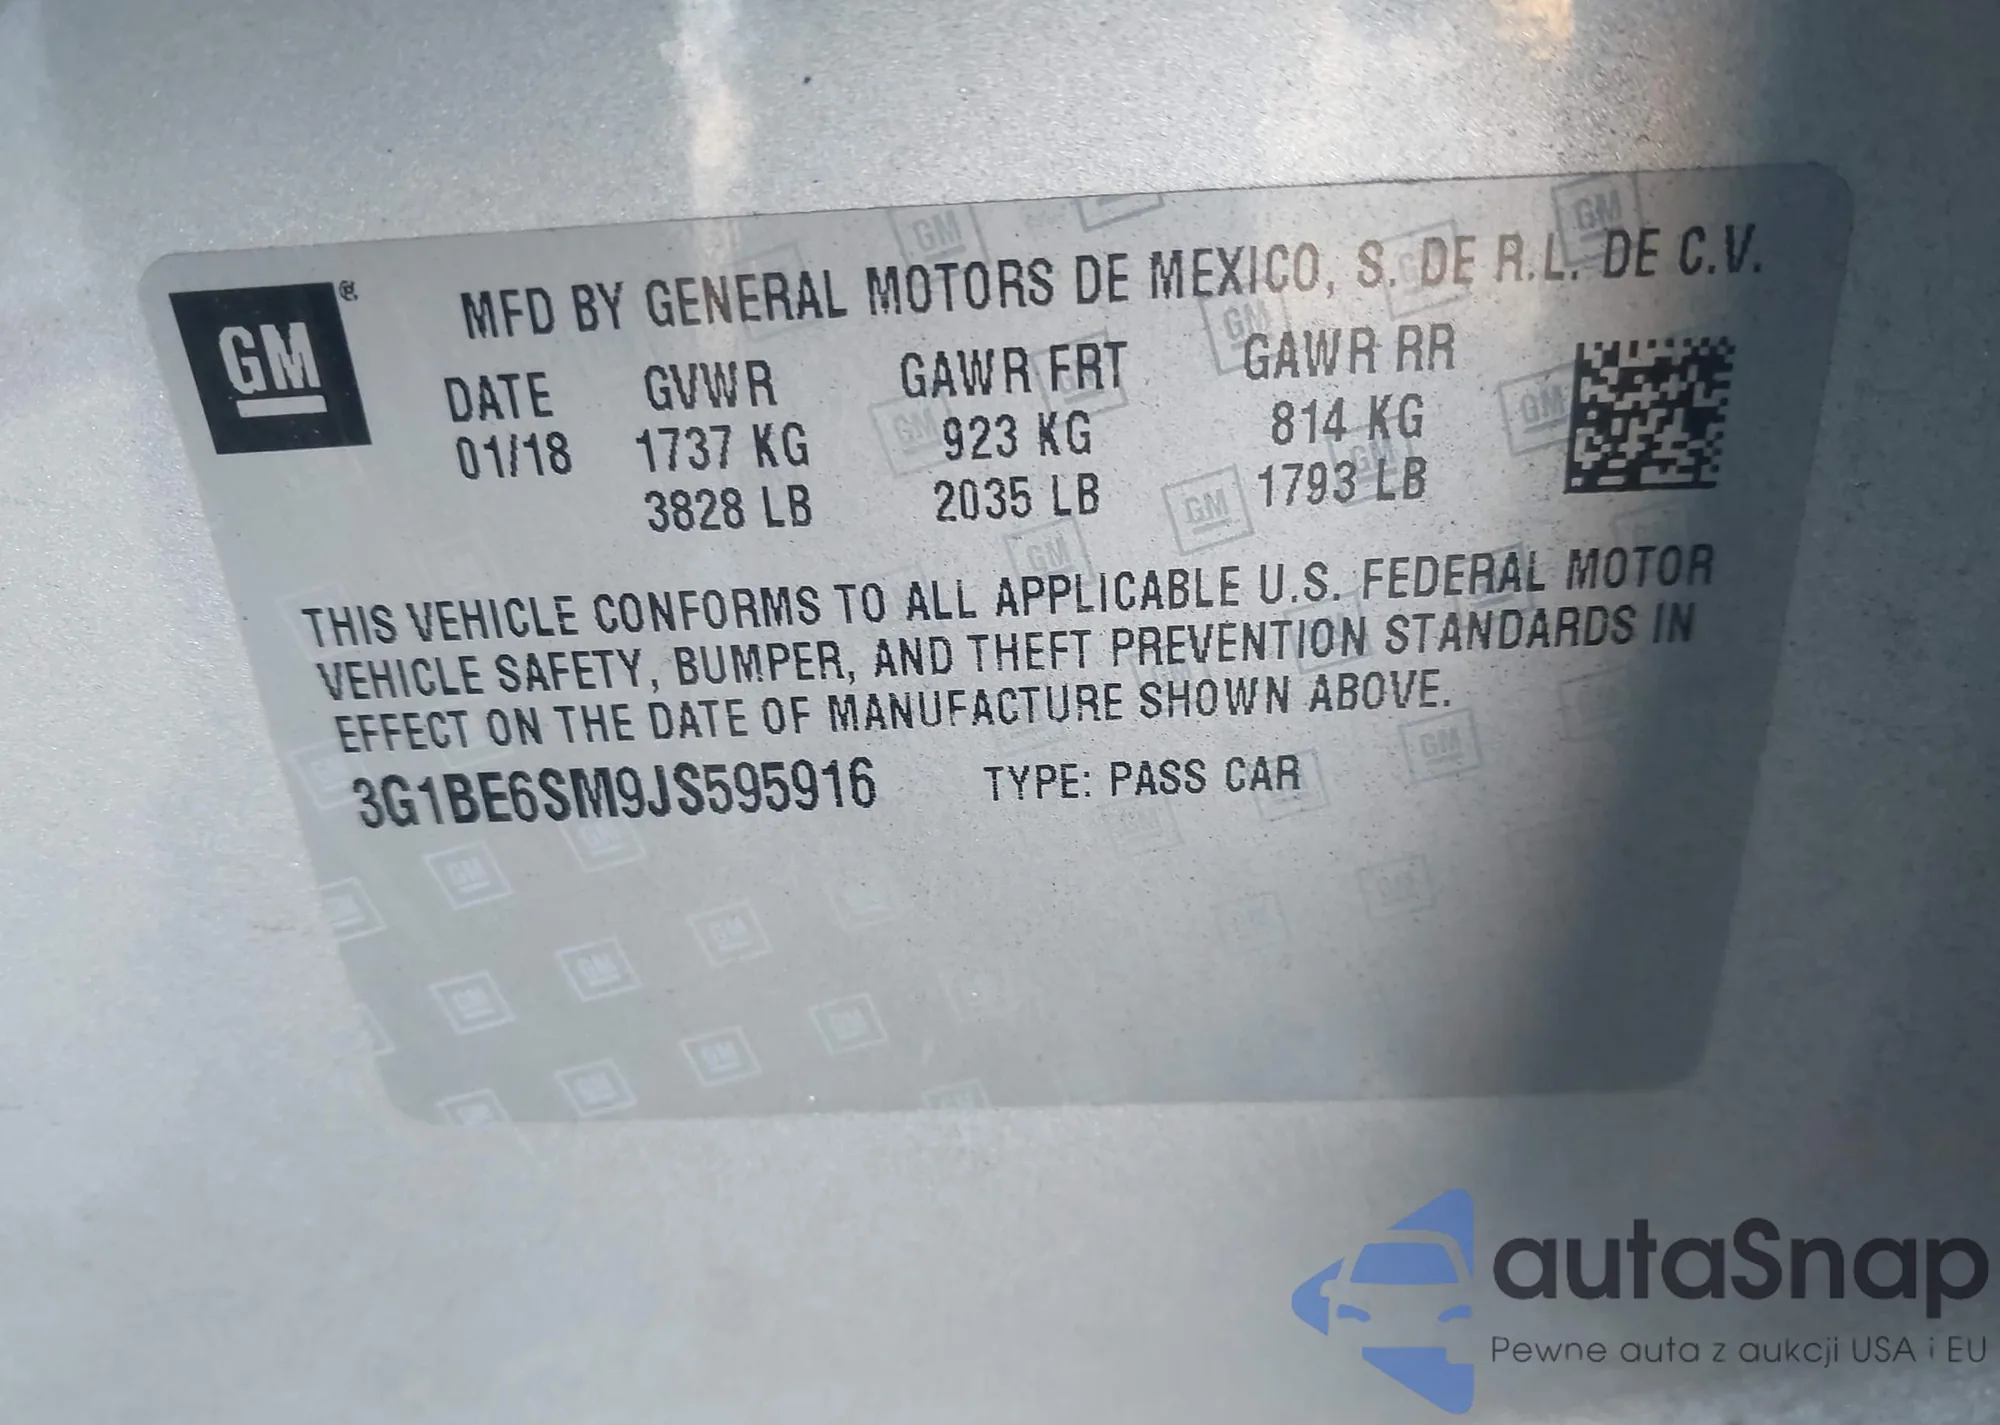 GM ®
MFD BY GENERAL MOTORS DE MEXICO, S. DE R.L. DE C.V.
DATE GVWR GAWR FRT GAWR RR
01/18 1737 KG 923 KG 814 KG
3828 LB 2035 LB 1793 LB
THIS VEHICLE CONFORMS TO ALL APPLICABLE U.S. FEDERAL MOTOR
VEHICLE SAFETY, BUMPER, AND THEFT PREVENTION STANDARDS IN
EFFECT ON THE DATE OF MANUFACTURE SHOWN ABOVE.
3G1BE6SM9JS595916 TYPE: PASS CAR
autaSnap
Pewne auta z aukcji USA i EU